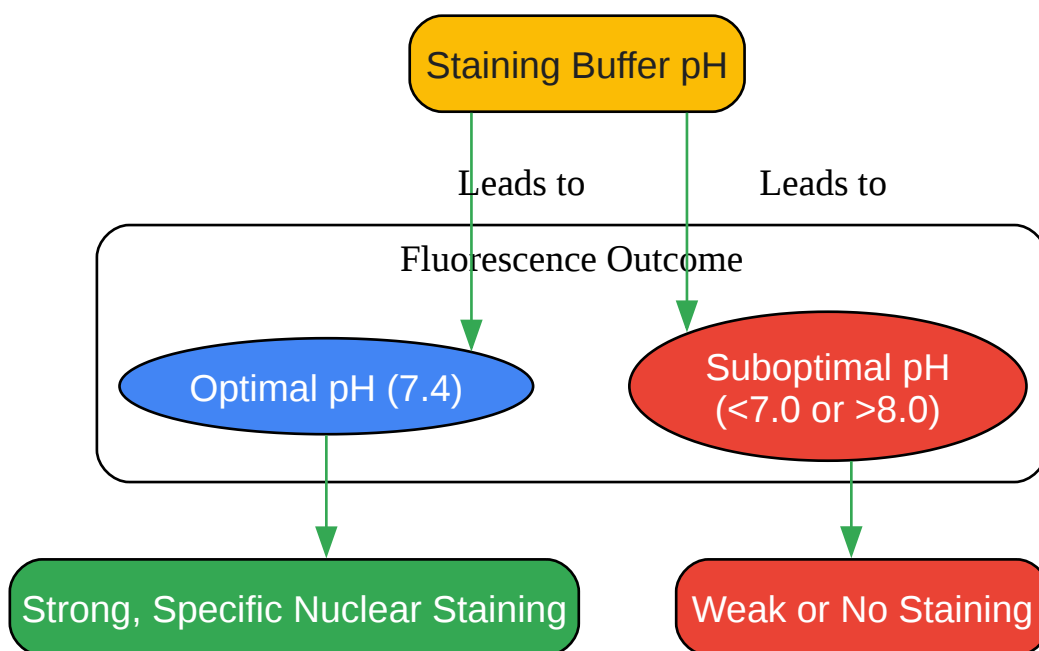 Staining Buffer pH
Leads to
Leads to
Fluorescence Outcome
Optimal pH (7.4)
Suboptimal pH
(<7.0 or >8.0)
Strong, Specific Nuclear Staining
Weak or No Staining